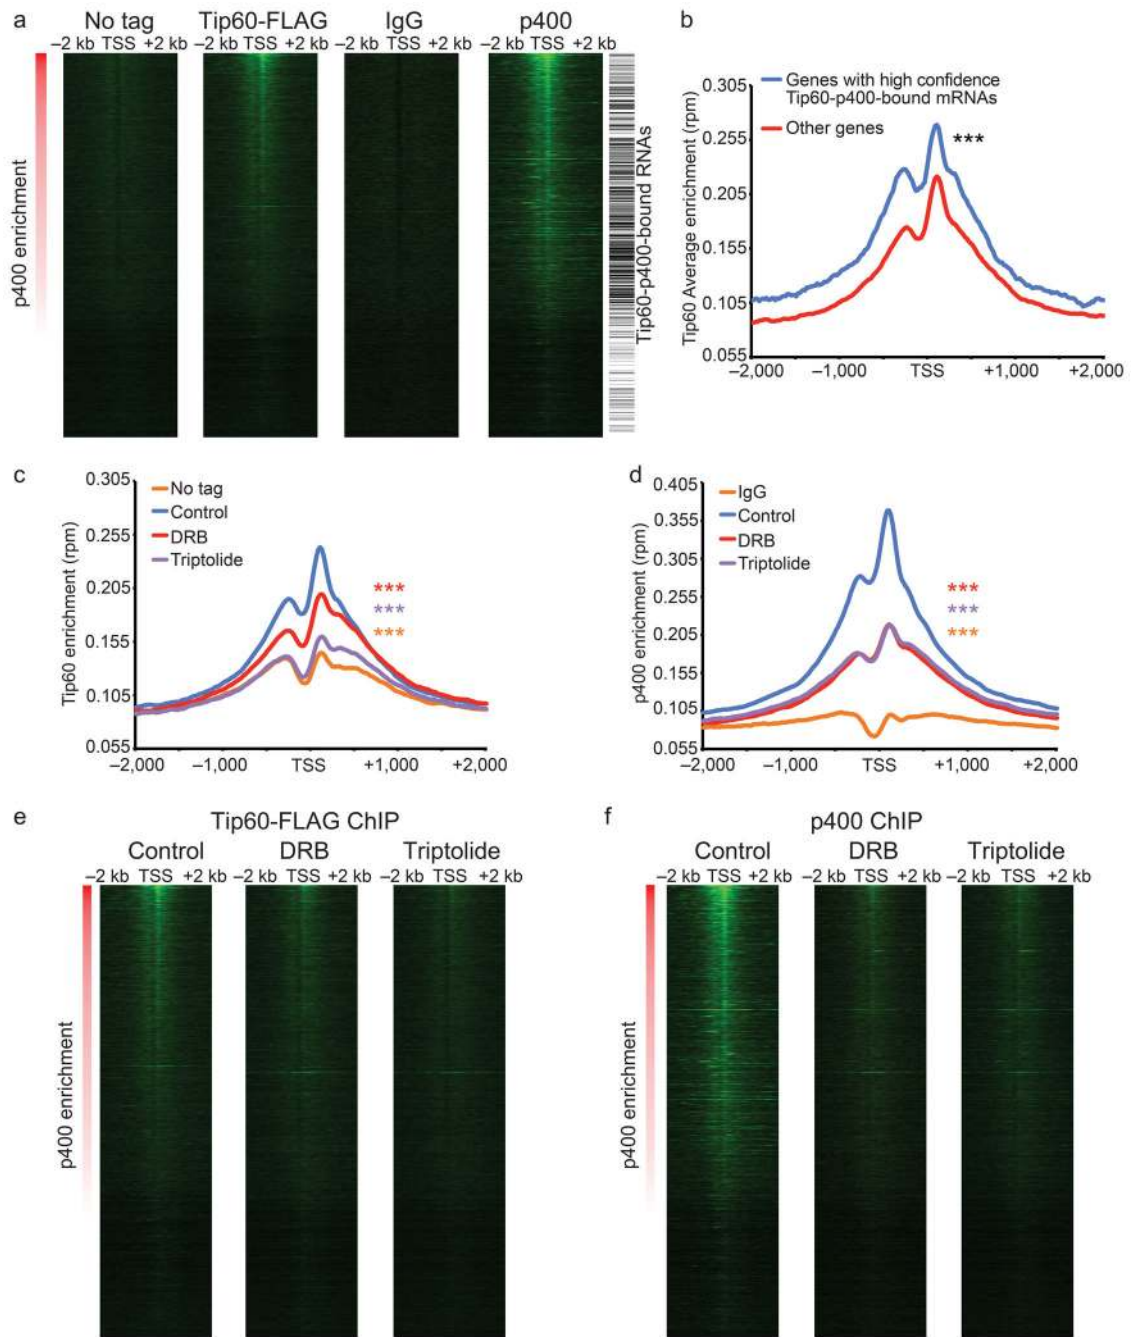 a
No tag
Tip60-FLAG
IgG
p400
–2 kb TSS +2 kb
–2 kb TSS +2 kb
–2 kb TSS +2 kb
–2 kb TSS +2 kb
p400 enrichment
Tip60-p400-bound RNAs
b
Tip60 Average enrichment (rpm)
0.305
0.255
0.205
0.155
0.105
0.055
Genes with high confidence
Tip60-p400-bound mRNAs
Other genes
***
–2,000 –1,000 TSS +1,000 +2,000
c
Tip60 enrichment (rpm)
0.305
0.255
0.205
0.155
0.105
0.055
No tag
Control
DRB
Triptolide
***
***
***
–2,000 –1,000 TSS +1,000 +2,000
d
p400 enrichment (rpm)
0.405
0.355
0.305
0.255
0.205
0.155
0.105
0.055
IgG
Control
DRB
Triptolide
***
***
***
–2,000 –1,000 TSS +1,000 +2,000
e
Tip60-FLAG ChIP
Control
DRB
Triptolide
–2 kb TSS +2 kb
–2 kb TSS +2 kb
–2 kb TSS +2 kb
p400 enrichment
f
p400 ChIP
Control
DRB
Triptolide
–2 kb TSS +2 kb
–2 kb TSS +2 kb
–2 kb TSS +2 kb
p400 enrichment